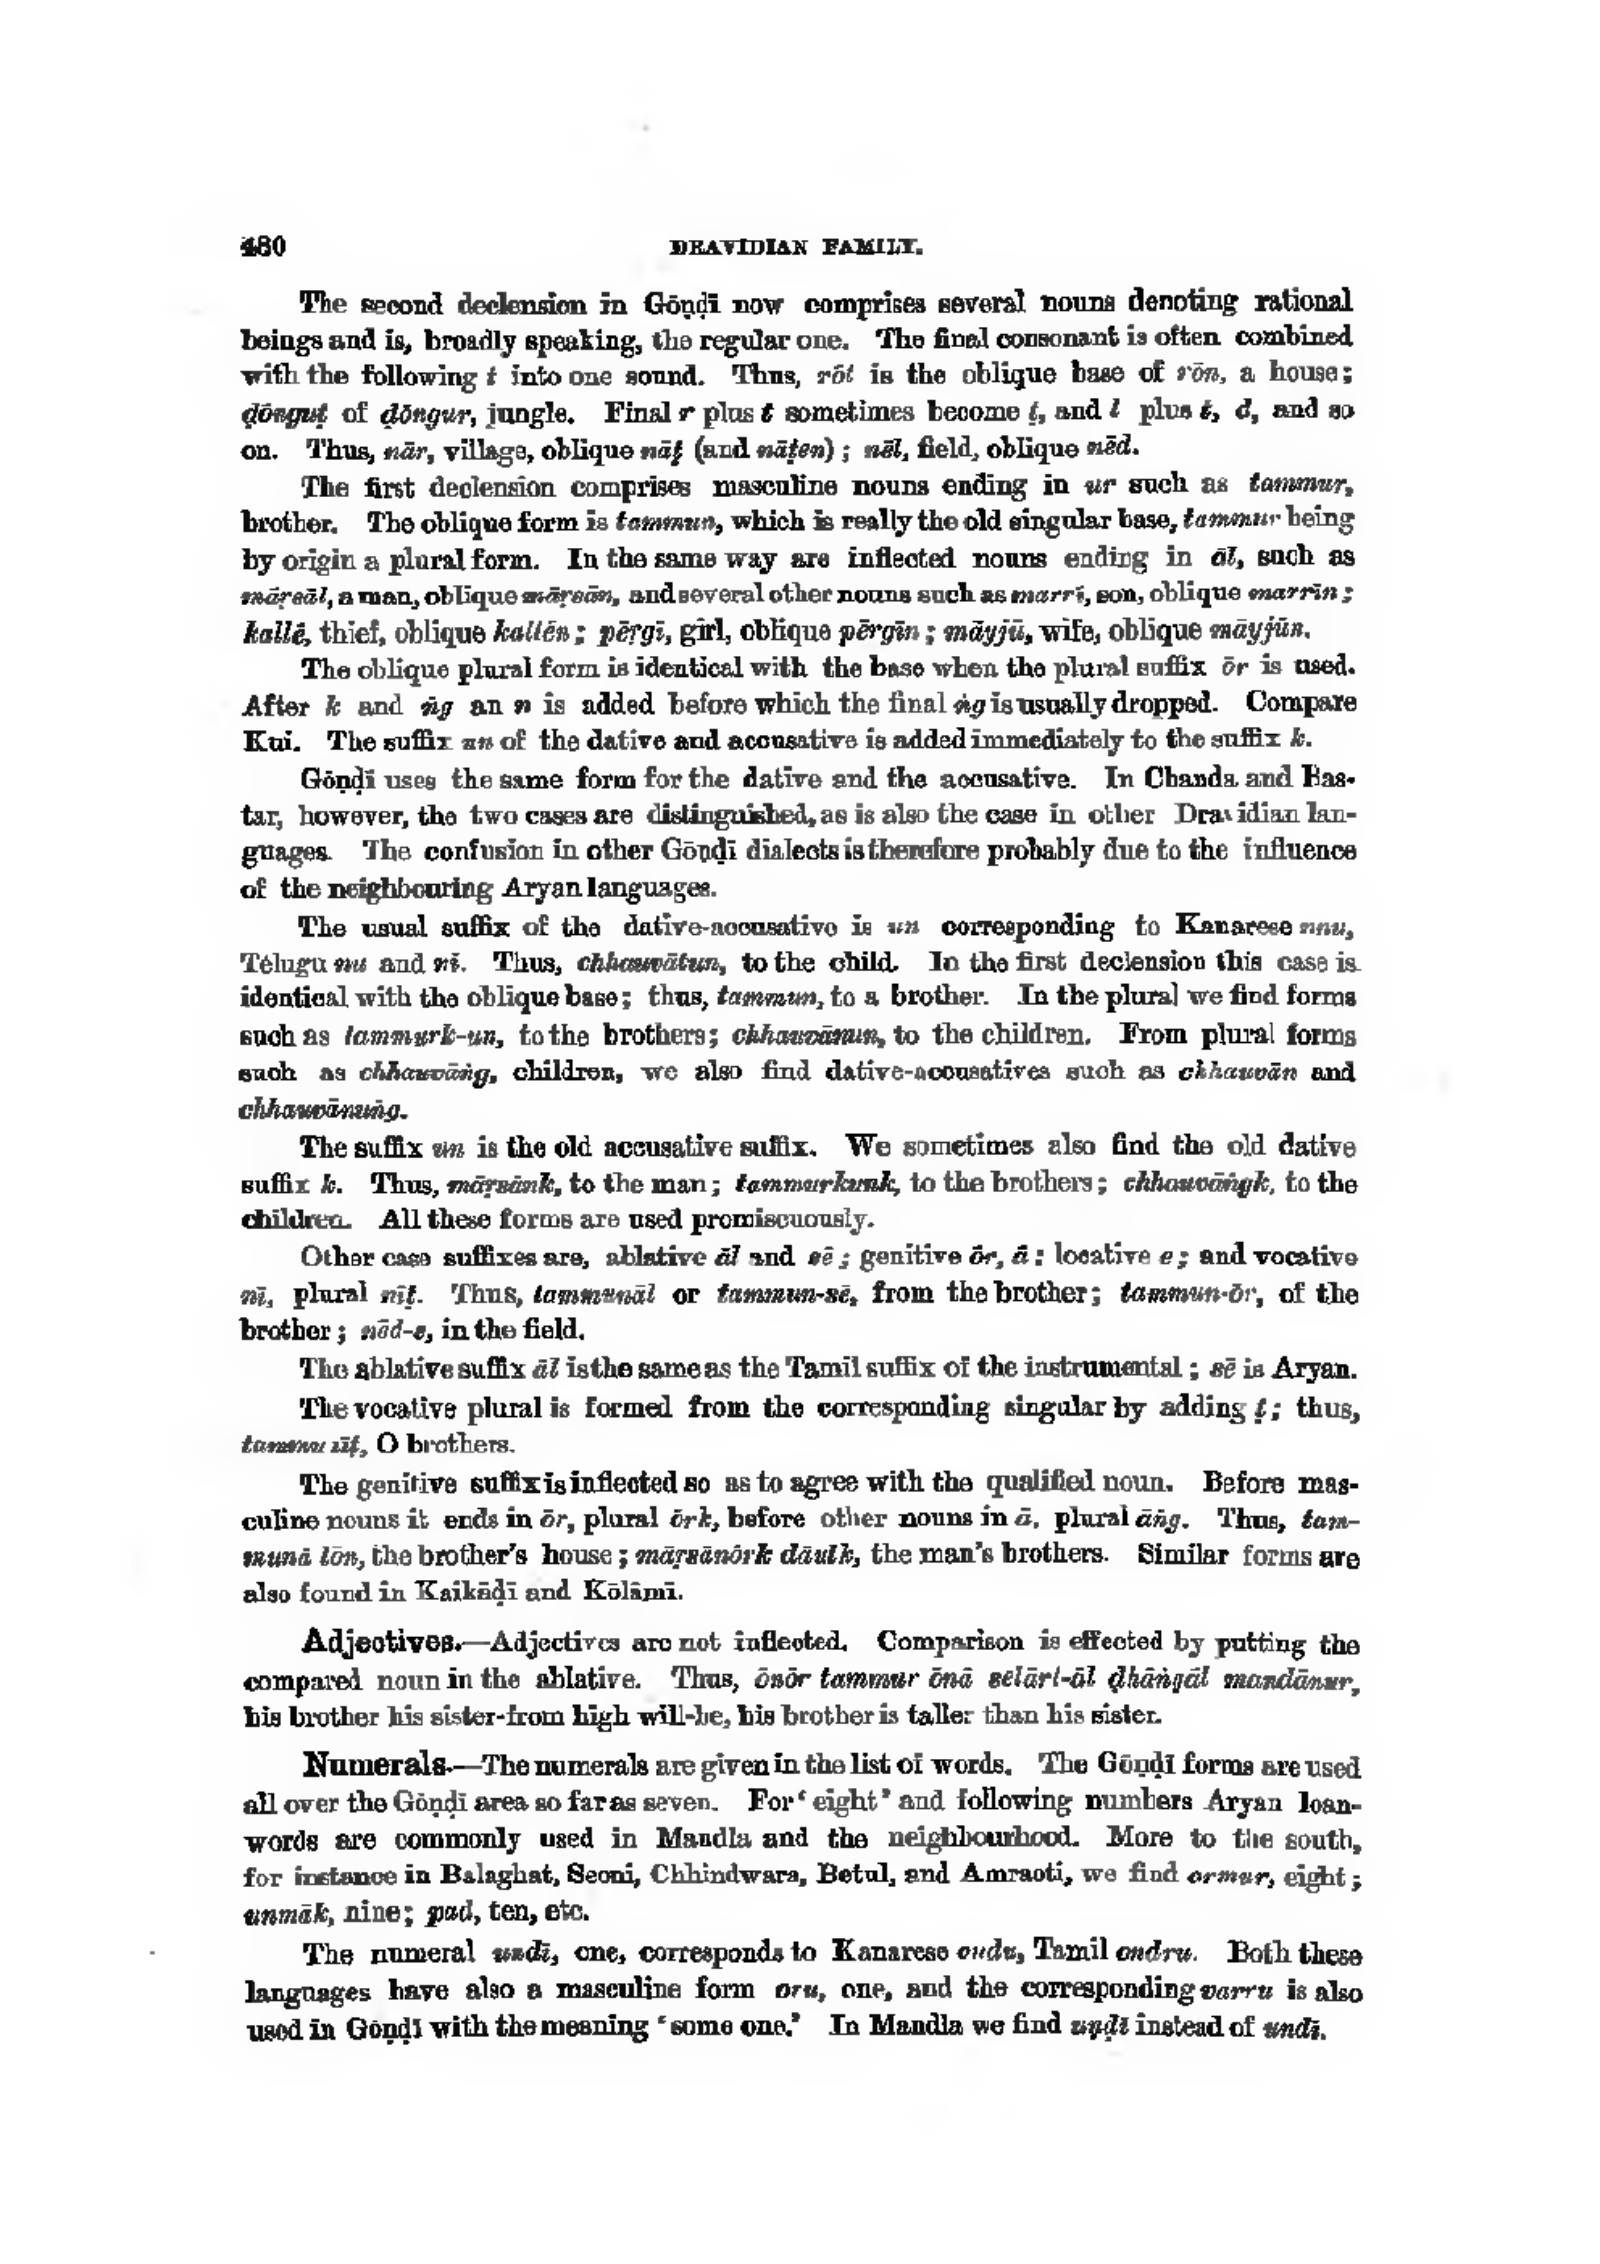 480 DRAVIDIAN FAMILY.
The second declension in Gōṇḍī now comprises several nouns denoting rational
beings and is, broadly speaking, the regular one. The final consonant is often combined
with the following t into one sound. Thus, rōt is the oblique base of rōn, a house;
ḍōnguṭ of ḍōngur, jungle. Final r plus t sometimes become ṭ, and l plus t, d, and so
on. Thus, nār, village, oblique nāṭ (and nāṭen); nēl, field, oblique nēd.
The first declension comprises masculine nouns ending in ur such as tammur,
brother. The oblique form is tammun, which is really the old singular base, tammur being
by origin a plural form. In the same way are inflected nouns ending in āl, such as
māṛsāl, a man, oblique māṛsān, and several other nouns such as marrī, son, oblique marrīn;
kallē, thief, oblique kallēn; pēṛgī, girl, oblique pēṛgīn; māyjū, wife, oblique māyjūn.
The oblique plural form is identical with the base when the plural suffix ōr is used.
After k and ṅg an n is added before which the final ṅg is usually dropped. Compare
Kui. The suffix un of the dative and accusative is added immediately to the suffix k.
Gōṇḍī uses the same form for the dative and the accusative. In Chanda and Bas-
tar, however, the two cases are distinguished, as is also the case in other Dravidian lan-
guages. The confusion in other Gōṇḍī dialects is therefore probably due to the influence
of the neighbouring Aryan languages.
The usual suffix of the dative-accusative is un corresponding to Kanarese nnu,
Telugu nu and ni. Thus, chhauvātun, to the child. In the first declension this case is
identical with the oblique base; thus, tammun, to a brother. In the plural we find forms
such as tammurk-un, to the brothers; chhauvānun, to the children. From plural forms
such as chhauvāṅg, children, we also find dative-accusatives such as chhauvān and
chhauvānuṅg.
The suffix un is the old accusative suffix. We sometimes also find the old dative
suffix k. Thus, māṛsānk, to the man; tammurkunk, to the brothers; chhauvāṅgk, to the
children. All these forms are used promiscuously.
Other case suffixes are, ablative āl and sē; genitive ōr, ā; locative e; and vocative
nī, plural nīṭ. Thus, tammunāl or tammun-sē, from the brother; tammun-ōr, of the
brother; nēd-e, in the field.
The ablative suffix āl is the same as the Tamil suffix of the instrumental; sē is Aryan.
The vocative plural is formed from the corresponding singular by adding ṭ; thus,
tammunīṭ, O brothers.
The genitive suffix is inflected so as to agree with the qualified noun. Before mas-
culine nouns it ends in ōr, plural ōrk, before other nouns in ā, plural āṅg. Thus, tam-
munā lōn, the brother's house; māṛsānōrk dāulk, the man's brothers. Similar forms are
also found in Kaikāḍī and Kōlāmī.
Adjectives.—Adjectives are not inflected. Comparison is effected by putting the
compared noun in the ablative. Thus, ōnōr tammur ōnā selāṛi-āl ḍhāṅgāl mandānur,
his brother his sister-from high will-be, his brother is taller than his sister.
Numerals.—The numerals are given in the list of words. The Gōṇḍī forms are used
all over the Gōṇḍī area so far as seven. For 'eight' and following numbers Aryan loan-
words are commonly used in Mandla and the neighbourhood. More to the south,
for instance in Balaghat, Seoni, Chhindwara, Betul, and Amraoti, we find ormur, eight;
unmāk, nine; pad, ten, etc.
The numeral undī, one, corresponds to Kanarese ondu, Tamil ondru. Both these
languages have also a masculine form oru, one, and the corresponding varru is also
used in Gōṇḍī with the meaning 'some one.' In Mandla we find uṇḍī instead of undī.